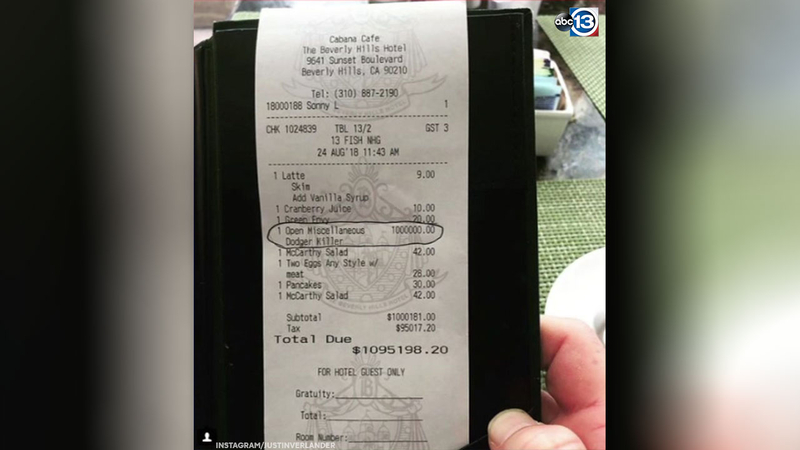 abc 13
Cabana Cafe
The Beverly Hills Hotel
9641 Sunset Boulevard
Beverly Hills, CA 90210
Tel: (310) 887-2190
18000188 Sonny L 1
CHK 1024839 TBL 13/2 GST 3
13 FISH NHG
24 AUG'18 11:43 AM
1 Latte 9.00
Skim
Add Vanilla Syrup
1 Cranberry Juice 10.00
1 Green Envy 20.00
1 Open Miscellaneous 1000000.00
Dodger Killer
1 McCarthy Salad 42.00
1 Two Eggs Any Style w/
meat 28.00
1 Pancakes 30.00
1 McCarthy Salad 42.00
Subtotal $1000181.00
Tax $95017.20
Total Due
$1095198.20
FOR HOTEL GUEST ONLY
Gratuity:
Total:
Room Number:
INSTAGRAM/JUSTINVERLANDER